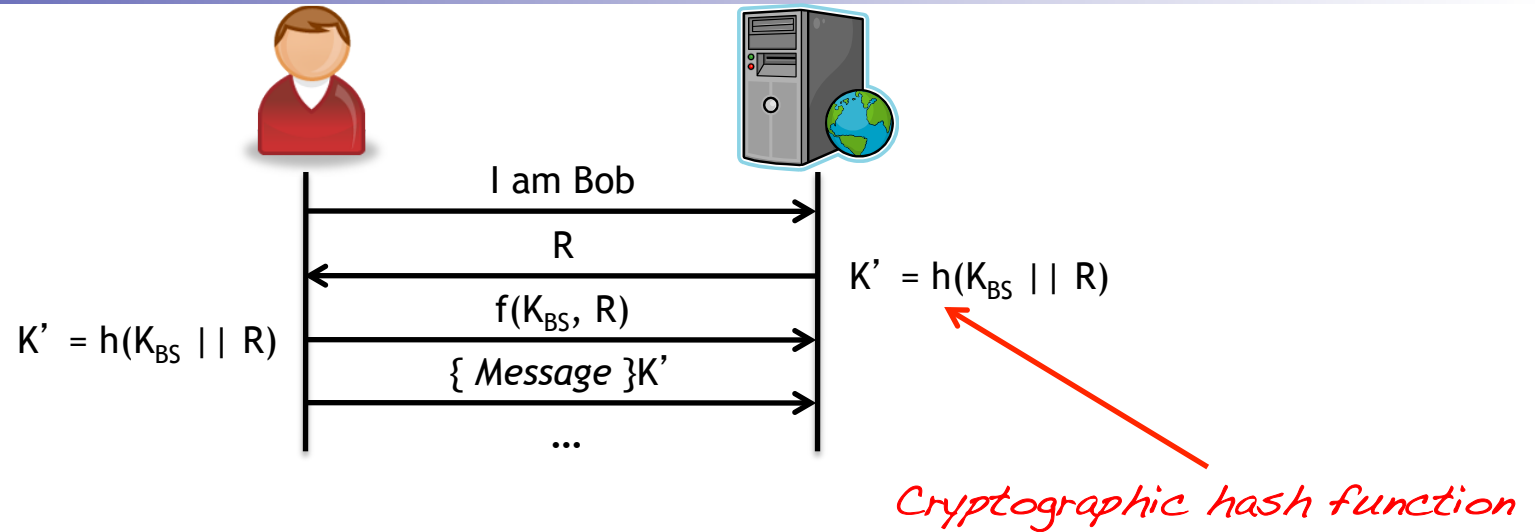 I am Bob
R
K’ = h(K_BS || R)
f(K_BS, R)
K’ = h(K_BS || R)
{ Message }K’
...
Cryptographic hash function